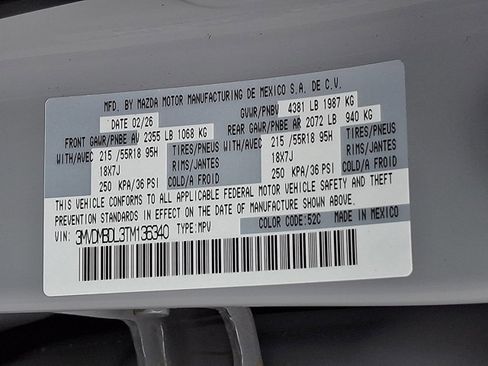 MFD. BY MAZDA MOTOR MANUFACTURING DE MEXICO S.A. DE C.V.
DATE 02/26 GVWR/PNBV 4381 LB 1987 KG
FRONT GAWR/PNBE AV 2355 LB 1068 KG REAR GAWR/PNBE AR 2072 LB 940 KG
WITH/AVEC 215/55R18 95H TIRES/PNEUS WITH/AVEC 215/55R18 95H TIRES/PNEUS
18X7J RIMS/JANTES 18X7J RIMS/JANTES
250 KPA/36 PSI COLD/A FROID 250 KPA/36 PSI COLD/A FROID
THIS VEHICLE CONFORMS TO ALL APPLICABLE FEDERAL MOTOR VEHICLE SAFETY AND THEFT
PREVENTION STANDARDS IN EFFECT ON THE DATE OF MANUFACTURE SHOWN ABOVE.
VIN: 3MVDMBDL3TM136340 TYPE:MPV COLOR CODE:52C MADE IN MEXICO